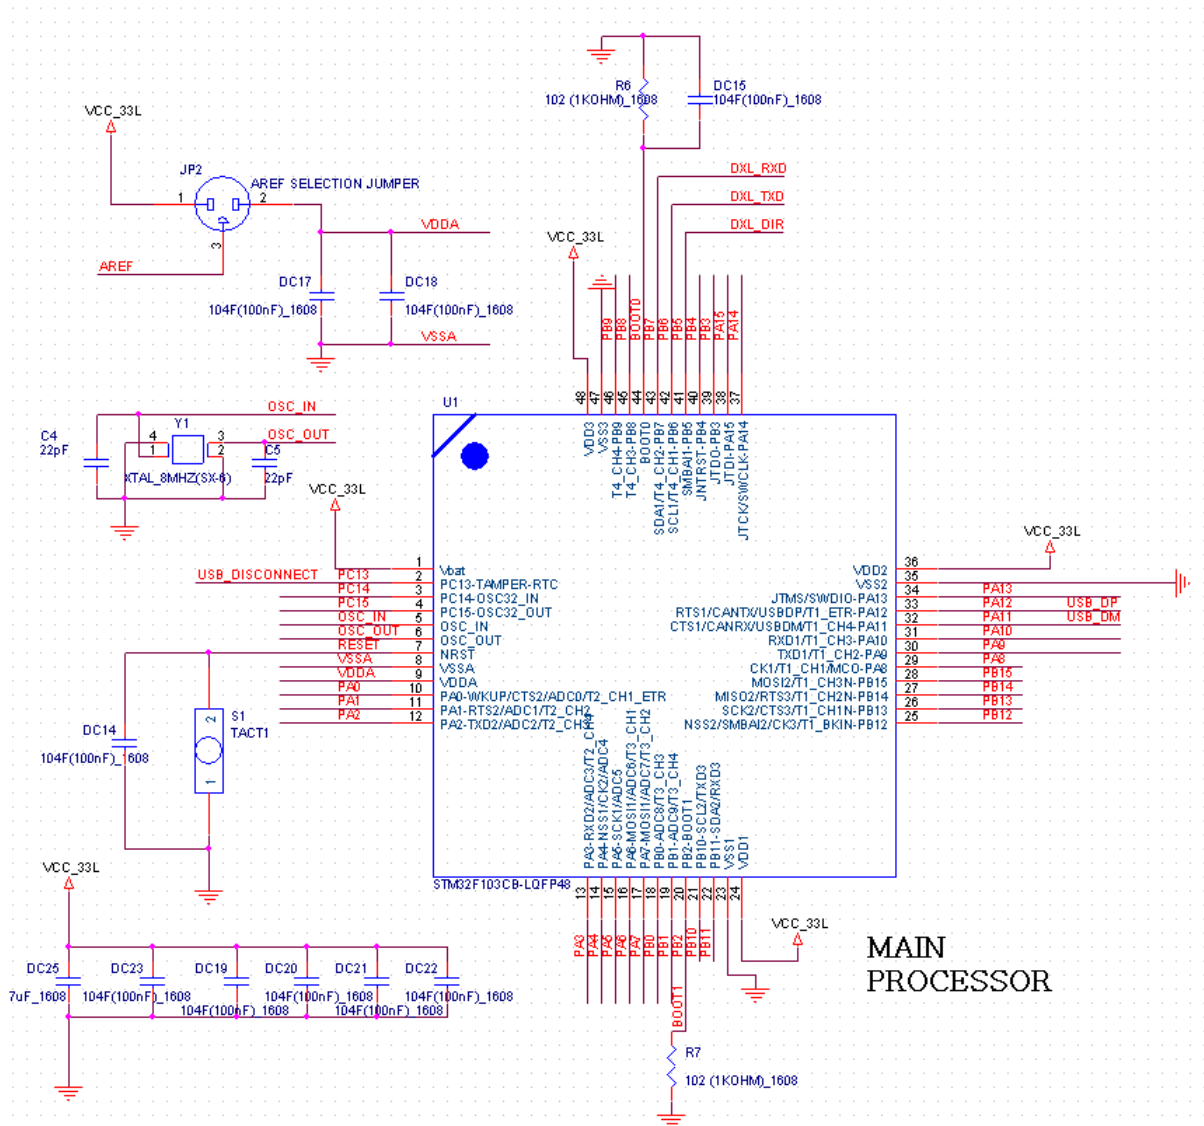 R6
102 (1KOHM)_1608
DC15
104F(100nF)_1608
VCC_33L
JP2
AREF SELECTION JUMPER
1
2
3
AREF
VDDA
DC17
104F(100nF)_1608
DC18
104F(100nF)_1608
VSSA
DXL_RXD
DXL_TXD
DXL_DIR
VCC_33L
PB9
PB8
BOOT0
PB7
PB6
PB5
PB4
PB3
PA15
PA14
48
47
46
45
44
43
42
41
40
39
38
37
OSC_IN
OSC_OUT
C4
22pF
Y1
4
1
3
2
XTAL_8MHZ(SX-6)
C5
22pF
U1
VDD3
VSS3
T4_CH4-PB9
T4_CH3-PB8
BOOT0
SDA1/T4_CH2-PB7
SCL1/T4_CH1-PB6
SMBAI1-PB5
JNTRST-PB4
JTDO-PB3
JTDI-PA15
JTCK/SWCLK-PA14
VCC_33L
USB_DISCONNECT
PC13
PC14
PC15
OSC_IN
OSC_OUT
RESET
VSSA
VDDA
PA0
PA1
PA2
1
2
3
4
5
6
7
8
9
10
11
12
Vbat
PC13-TAMPER-RTC
PC14-OSC32_IN
PC15-OSC32_OUT
OSC_IN
OSC_OUT
NRST
VSSA
VDDA
PA0-WKUP/CTS2/ADC0/T2_CH1_ETR
PA1-RTS2/ADC1/T2_CH2
PA2-TXD2/ADC2/T2_CH3
VDD2
VSS2
JTMS/SWDIO-PA13
RTS1/CANTX/USBDP/T1_ETR-PA12
CTS1/CANRX/USBDM/T1_CH4-PA11
RXD1/T1_CH3-PA10
TXD1/T1_CH2-PA9
CK1/T1_CH1/MCO-PA8
MOSI2/T1_CH3N-PB15
MISO2/RTS3/T1_CH2N-PB14
SCK2/CTS3/T1_CH1N-PB13
NSS2/SMBAI2/CK3/T1_BKIN-PB12
36
35
34
33
32
31
30
29
28
27
26
25
VCC_33L
PA13
PA12
USB_DP
PA11
USB_DM
PA10
PA9
PA8
PB15
PB14
PB13
PB12
DC14
104F(100nF)_1608
S1
TACT1
2
1
PA3-RXD2/ADC3/T2_CH4
PA4-NSS1/CK2/ADC4
PA5-SCK1/ADC5
PA6-MOSI1/ADC6/T3_CH1
PA7-MOSI1/ADC7/T3_CH2
PB0-ADC8/T3_CH3
PB1-ADC9/T3_CH4
PB2-BOOT1
PB10-SCL2/TXD3
PB11-SDA2/RXD3
VSS1
VDD1
STM32F103CB-LQFP48
13
14
15
16
17
18
19
20
21
22
23
24
PA3
PA4
PA5
PA6
PA7
PB0
PB1
PB2
PB10
PB11
VCC_33L
MAIN
PROCESSOR
VCC_33L
DC25
7uF_1608
DC23
104F(100nF)_1608
DC19
104F(100nF)_1608
DC20
104F(100nF)_1608
DC21
104F(100nF)_1608
DC22
104F(100nF)_1608
BOOT1
R7
102 (1KOHM)_1608